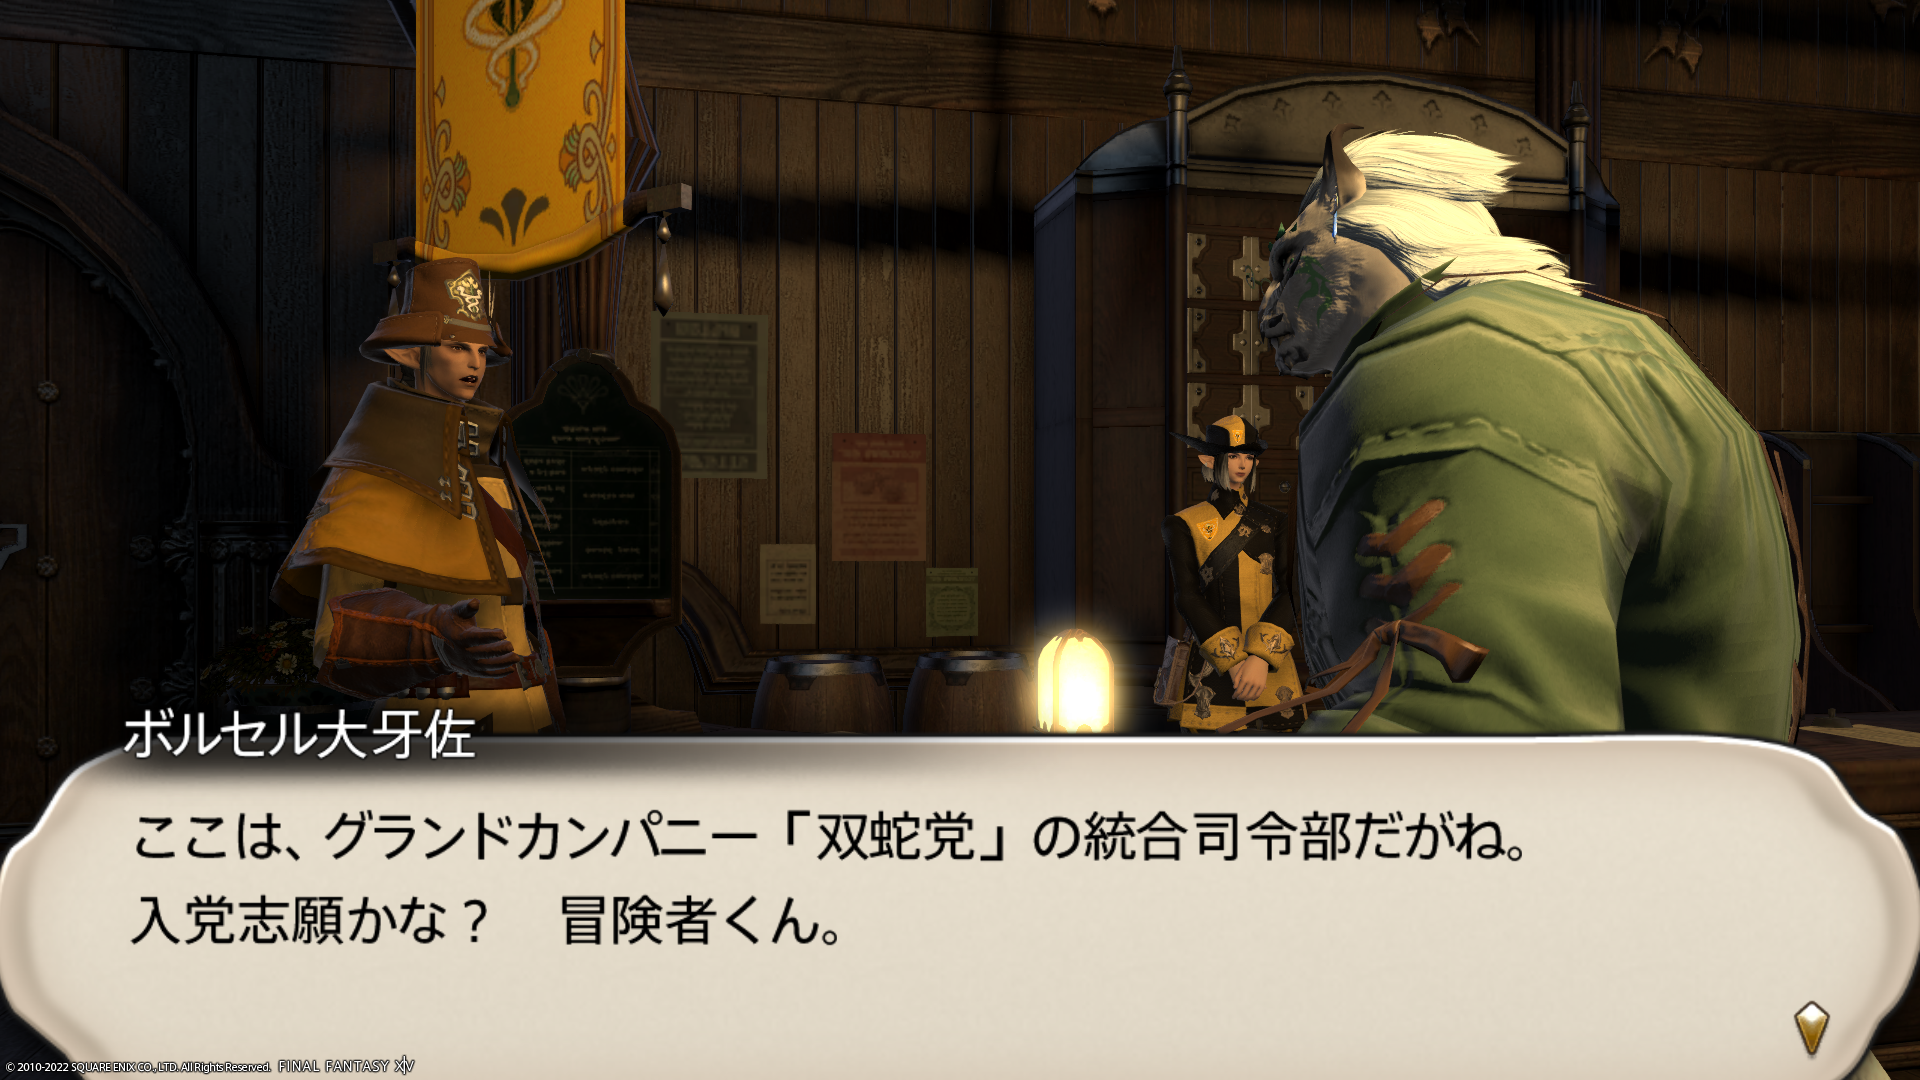 ボルセル大牙佐
ここは、グランドカンパニー「双蛇党」の統合司令部だがね。
入党志願かな？　冒険者くん。
© 2010-2022 SQUARE ENIX CO., LTD. All Rights Reserved. FINAL FANTASY XIV